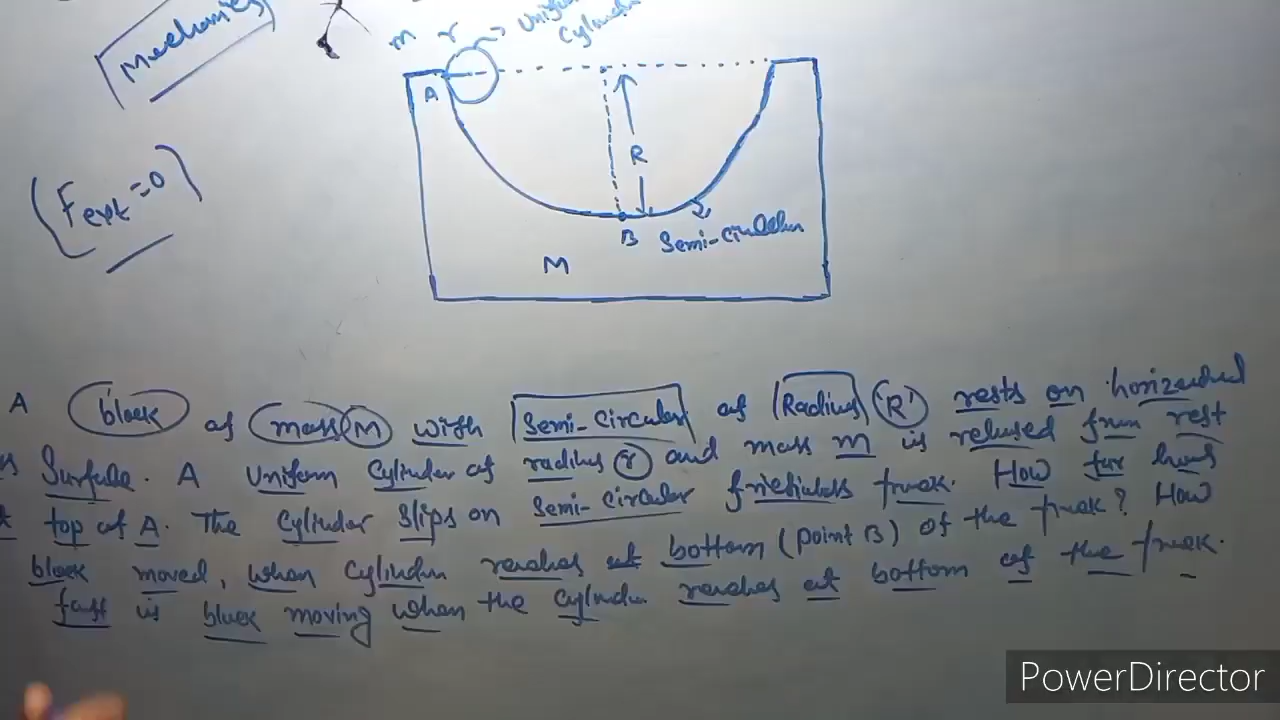 Mechanics
m r → Unifo
Cylinder
A
(Fext=0)
R
B Semi-Circular
M
A block of mass M with Semi-Circular of Radius 'R' rests on horizontal
Surface. A Uniform Cylinder of radius r and mass m is relesed from rest
top of A. The Cylinder Slips on Semi-Circular frictionless track. How far has
block moved, when Cylinder reaches at bottom (point B) of the track? How
fast is block moving when the Cylinder reaches at bottom of the track.
PowerDirector